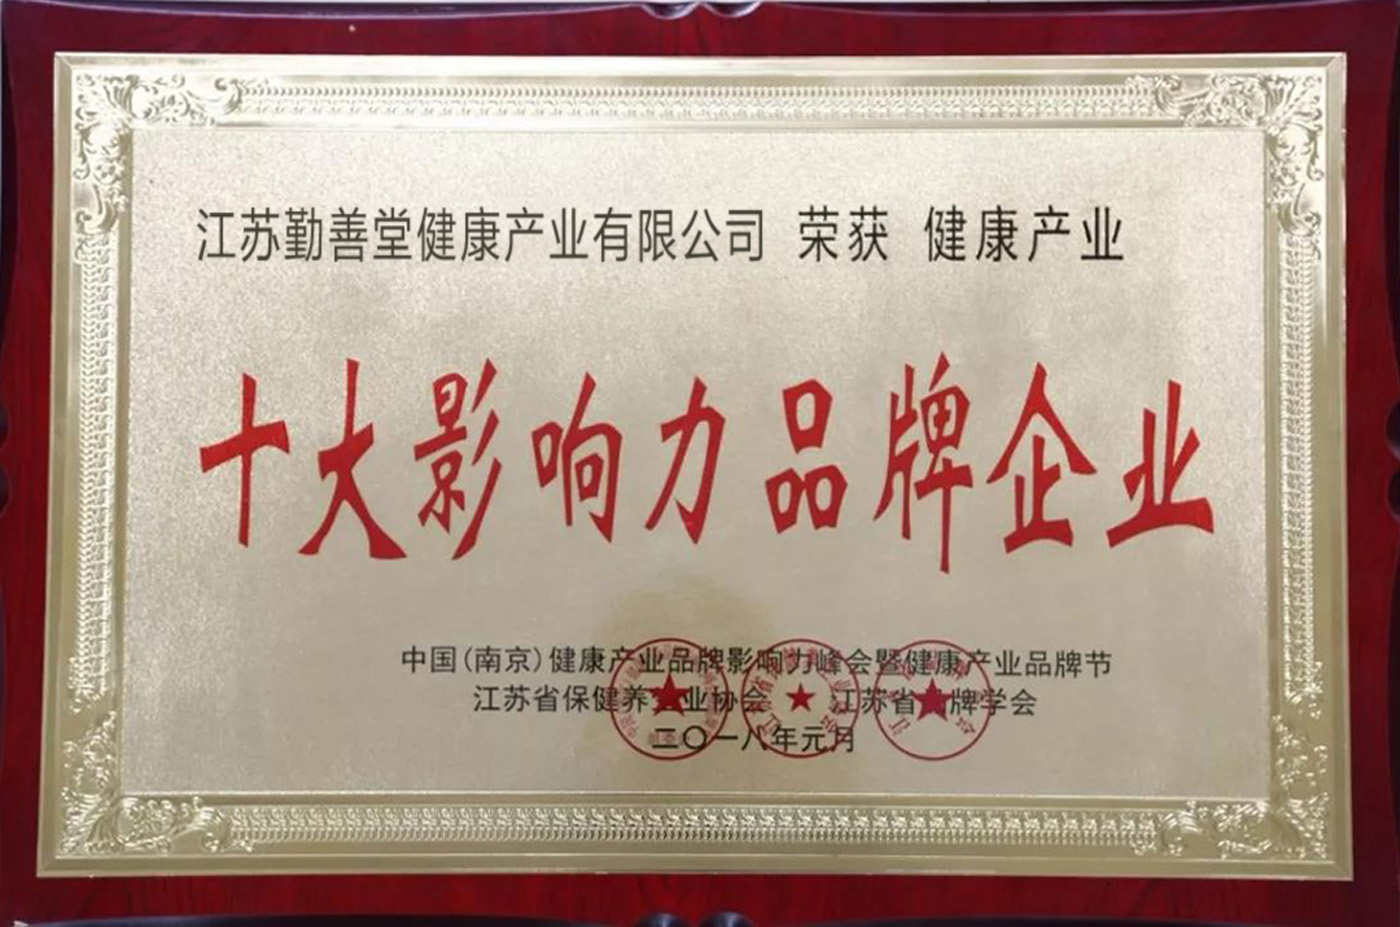 江苏勤善堂健康产业有限公司 荣获 健康产业
十大影响力品牌企业
中国(南京)健康产业品牌影响力峰会暨健康产业品牌节
江苏省保健养生业协会 江苏省品牌学会
二〇一八年元月